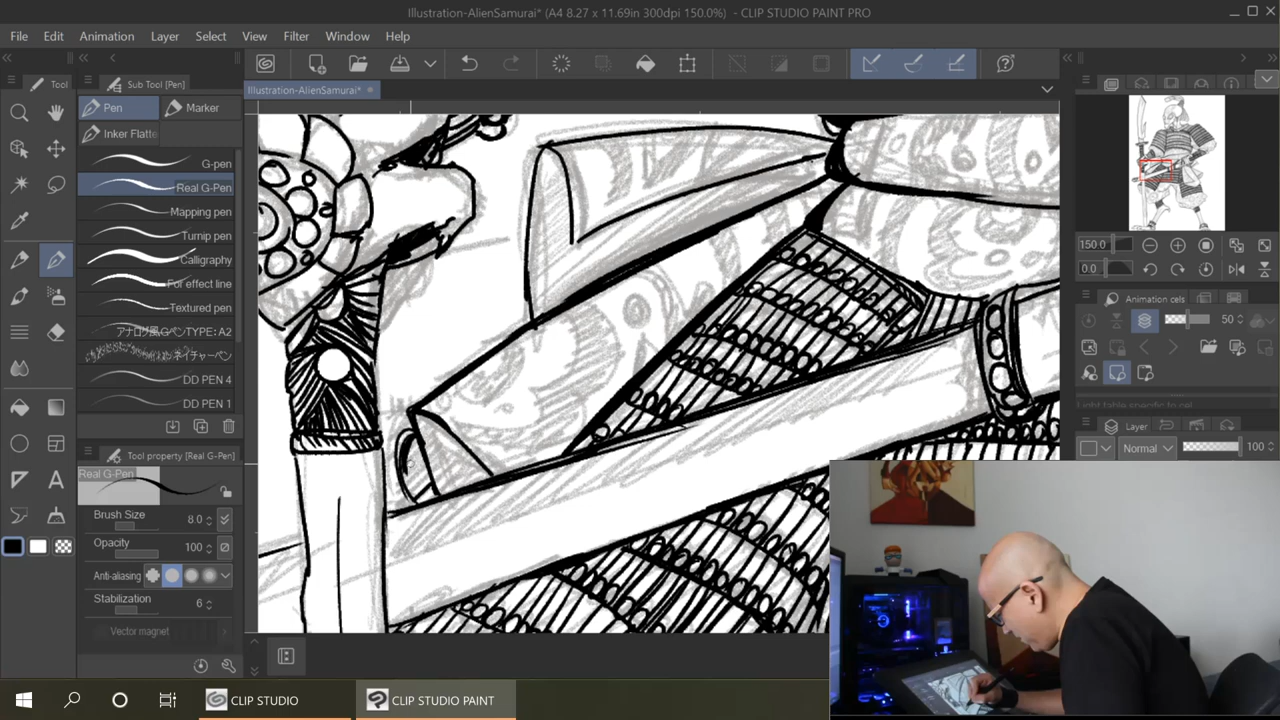 Illustration-AlienSamurai* (A4 8.27 x 11.69in 300dpi 150.0%) - CLIP STUDIO PAINT PRO
File Edit Animation Layer Select View Filter Window Help
Tool
Sub Tool [Pen]
Illustration-AlienSamurai*
Pen
Marker
Inker Flatte
G-pen
Real G-Pen
Mapping pen
Turnip pen
Calligraphy
For effect line
Textured pen
アナログ風GペンTYPE: A2
DD PEN 4
DD PEN 1
Tool property [Real G-Pen]
Real G-Pen
Brush Size 8.0
Opacity 100
Anti-aliasing
Stabilization 6
Vector magnet
150.0
0.0
Animation cels
50
Light table specific to cel
Layer
Normal 100
CLIP STUDIO
CLIP STUDIO PAINT